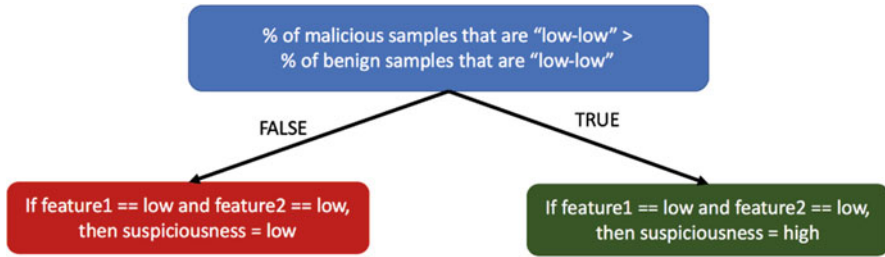 % of malicious samples that are “low-low” >
% of benign samples that are “low-low”
FALSE
TRUE
If feature1 == low and feature2 == low,
then suspiciousness = low
If feature1 == low and feature2 == low,
then suspiciousness = high